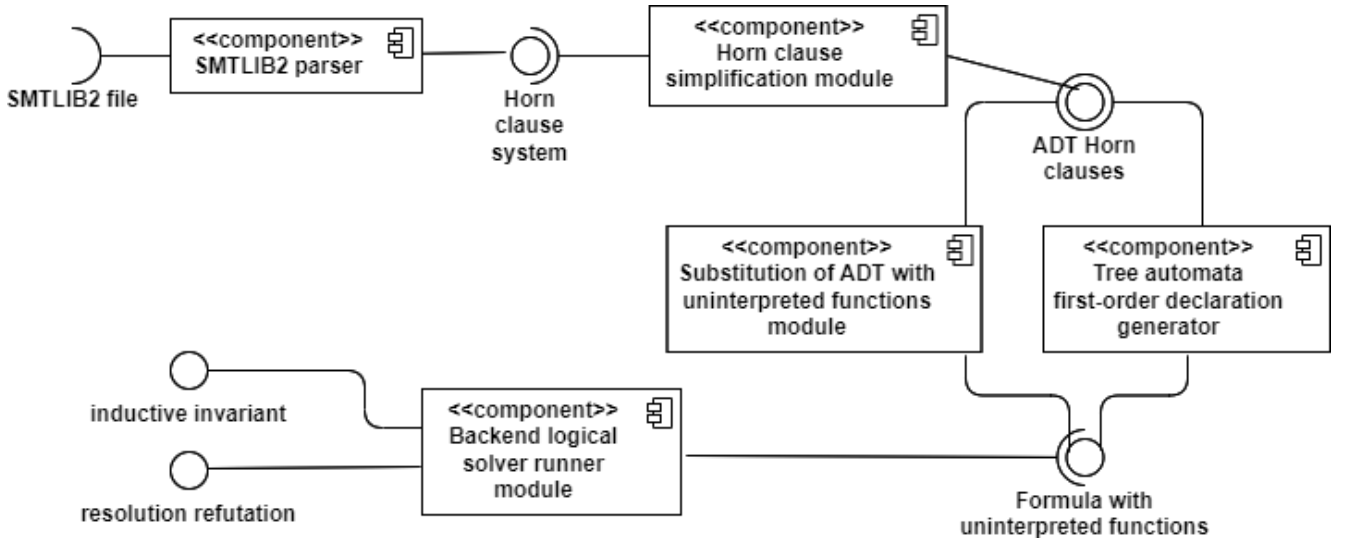 <<component>>
SMTLIB2 parser
SMTLIB2 file
Horn
clause
system
<<component>>
Horn clause
simplification module
ADT Horn
clauses
<<component>>
Substitution of ADT with
uninterpreted functions
module
<<component>>
Tree automata
first-order declaration
generator
inductive invariant
resolution refutation
<<component>>
Backend logical
solver runner
module
Formula with
uninterpreted functions